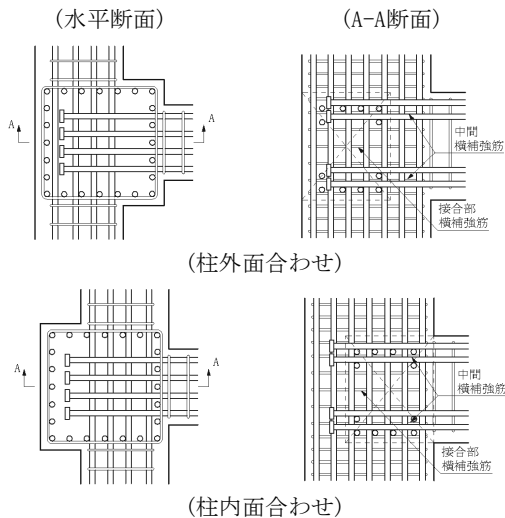 (水平断面)
(A-A断面)
A
A
中間
横補強筋
接合部
横補強筋
(柱外面合わせ)
A
A
中間
横補強筋
接合部
横補強筋
(柱内面合わせ)